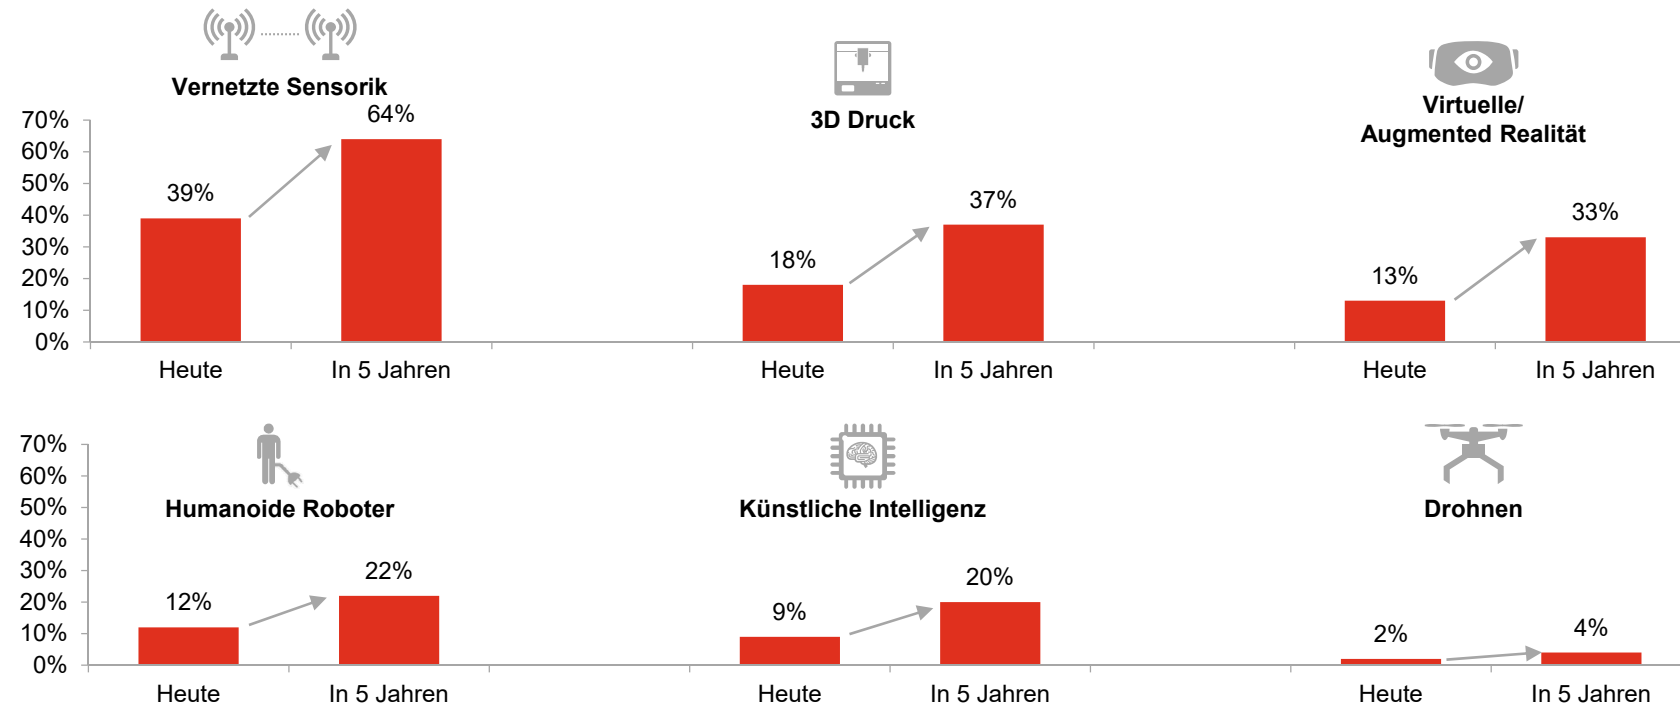 Vernetzte Sensorik
70%
60%
50%
40%
30%
20%
10%
0%
39%
64%
Heute
In 5 Jahren
3D Druck
18%
37%
Heute
In 5 Jahren
Virtuelle/
Augmented Realität
13%
33%
Heute
In 5 Jahren
70%
60%
50%
40%
30%
20%
10%
0%
Humanoide Roboter
12%
22%
Heute
In 5 Jahren
Künstliche Intelligenz
9%
20%
Heute
In 5 Jahren
Drohnen
2%
4%
Heute
In 5 Jahren